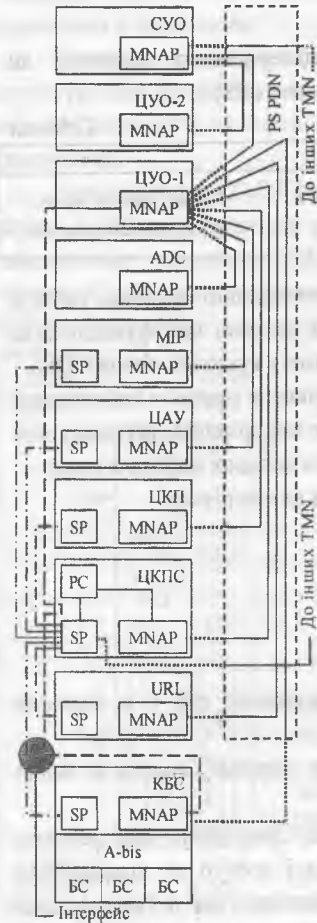 СУО
MNAP
ЦУО-2
MNAP
ЦУО-1
MNAP
ADC
MNAP
МІР
SP
MNAP
ЦАУ
SP
MNAP
ЦКП
SP
MNAP
ЦКПС
PC
SP
MNAP
URL
SP
MNAP
КБС
SP
MNAP
A-bis
БС
БС
БС
Інтерфейс
PS PDN
До інших TMN
До інших TMN